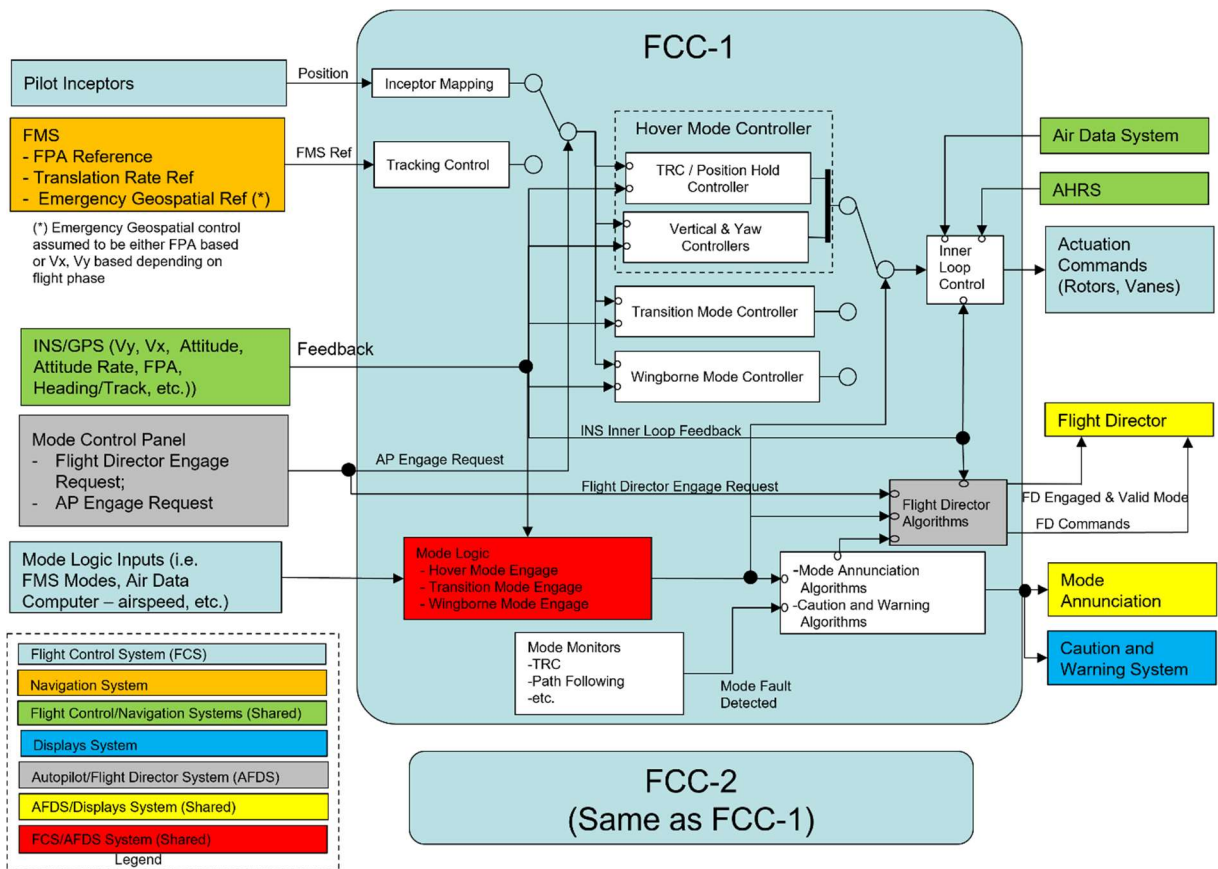 FCC-1
Pilot Inceptors
Position
Inceptor Mapping
FMS
- FPA Reference
- Translation Rate Ref
- Emergency Geospatial Ref (*)
FMS Ref
Tracking Control
(*) Emergency Geospatial control
assumed to be either FPA based
or Vx, Vy based depending on
flight phase
Hover Mode Controller
TRC / Position Hold
Controller
Vertical & Yaw
Controllers
Transition Mode Controller
Wingborne Mode Controller
Inner
Loop
Control
Air Data System
AHRS
Actuation
Commands
(Rotors, Vanes)
INS/GPS (Vy, Vx, Attitude,
Attitude Rate, FPA,
Heading/Track, etc.))
Feedback
INS Inner Loop Feedback
Mode Control Panel
- Flight Director Engage
Request;
- AP Engage Request
AP Engage Request
Flight Director Engage Request
Flight Director
Algorithms
Flight Director
FD Engaged & Valid Mode
FD Commands
Mode Logic Inputs (i.e.
FMS Modes, Air Data
Computer – airspeed, etc.)
Mode Logic
- Hover Mode Engage
- Transition Mode Engage
- Wingborne Mode Engage
-Mode Annunciation
Algorithms
-Caution and Warning
Algorithms
Mode
Annunciation
Caution and
Warning System
Mode Monitors
-TRC
-Path Following
-etc.
Mode Fault
Detected
Flight Control System (FCS)
Navigation System
Flight Control/Navigation Systems (Shared)
Displays System
Autopilot/Flight Director System (AFDS)
AFDS/Displays System (Shared)
FCS/AFDS System (Shared)
Legend
FCC-2
(Same as FCC-1)